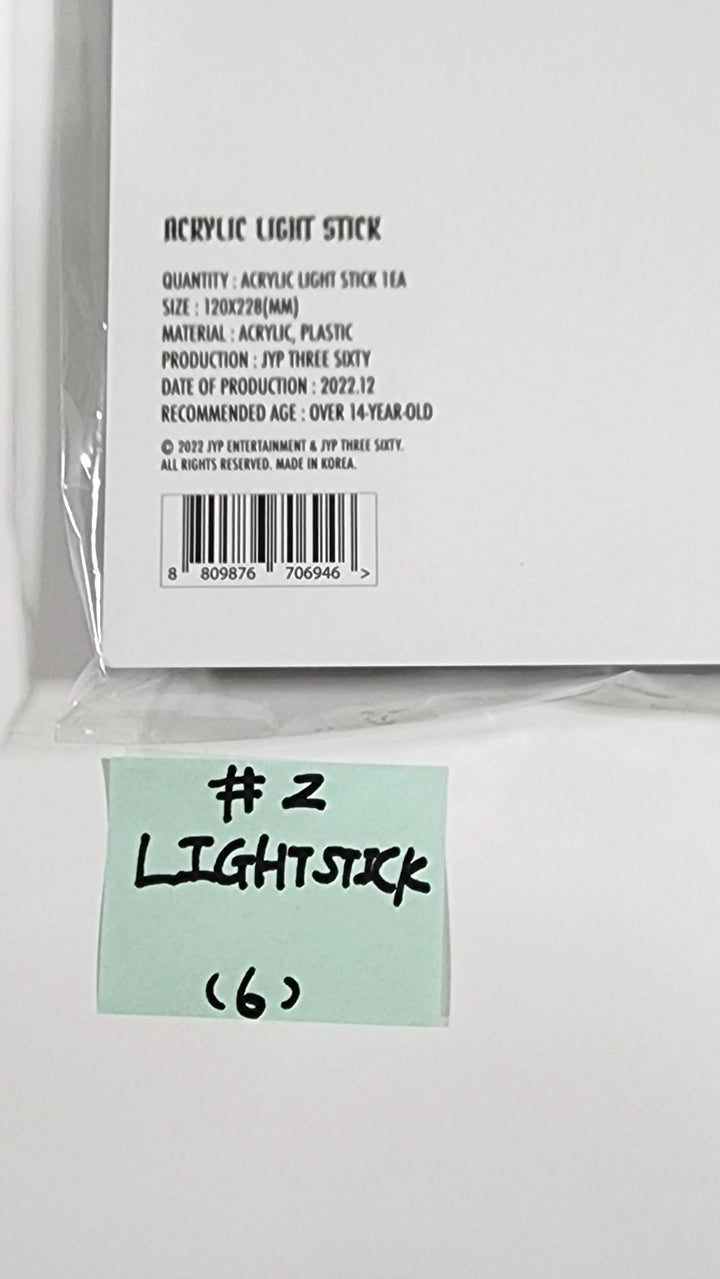 ACRYLIC LIGHT STICK
QUANTITY : ACRYLIC LIGHT STICK 1EA
SIZE : 120X228(MM)
MATERIAL : ACRYLIC, PLASTIC
PRODUCTION : JYP THREE SIXTY
DATE OF PRODUCTION : 2022.12
RECOMMENDED AGE : OVER 14-YEAR-OLD
© 2022 JYP ENTERTAINMENT & JYP THREE SIXTY.
ALL RIGHTS RESERVED. MADE IN KOREA.
8 809876 706946 >
#2
LIGHTSTICK
(6)